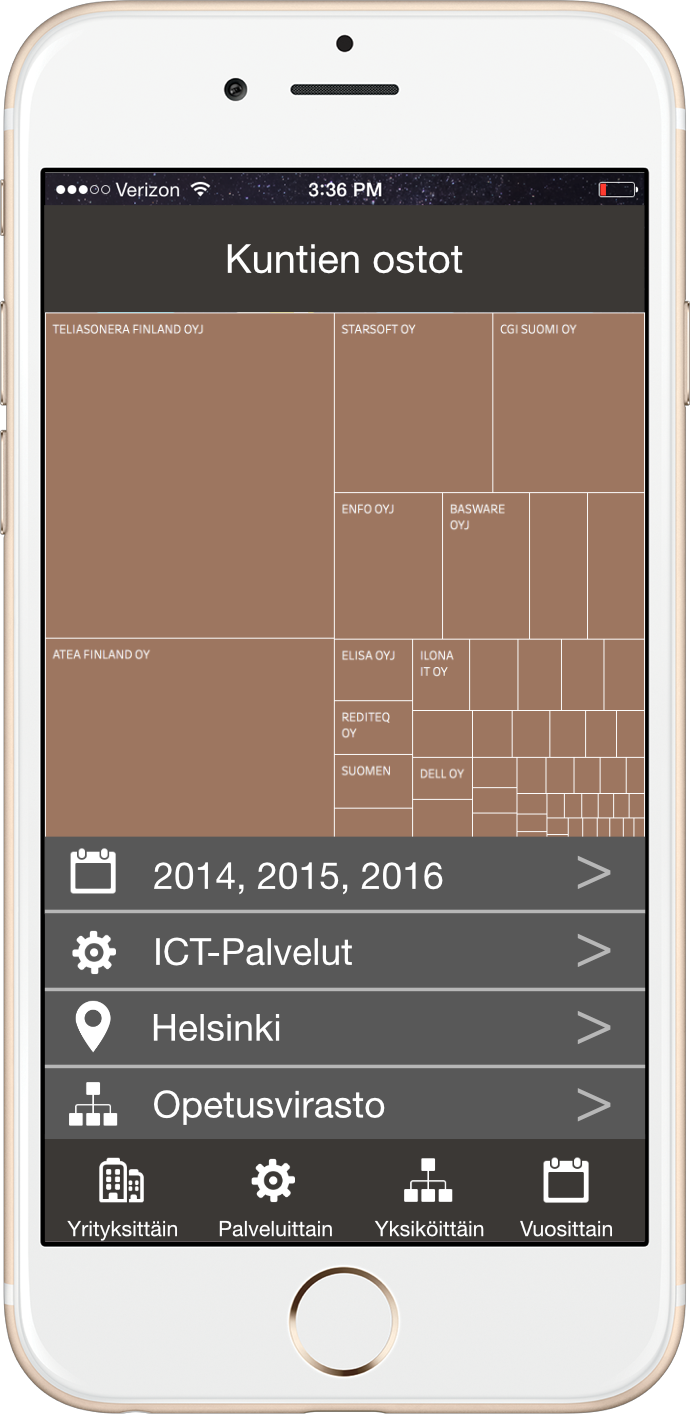 Verizon
3:36 PM
Kuntien ostot
TELIASONERA FINLAND OYJ
STARSOFT OY
CGI SUOMI OY
ENFO OYJ
BASWARE
OYJ
ATEA FINLAND OY
ELISA OYJ
ILONA
IT OY
REDITEQ
OY
SUOMEN
DELL OY
2014, 2015, 2016 >
ICT-Palvelut >
Helsinki >
Opetusvirasto >
Yrityksittäin
Palveluittain
Yksiköittäin
Vuosittain